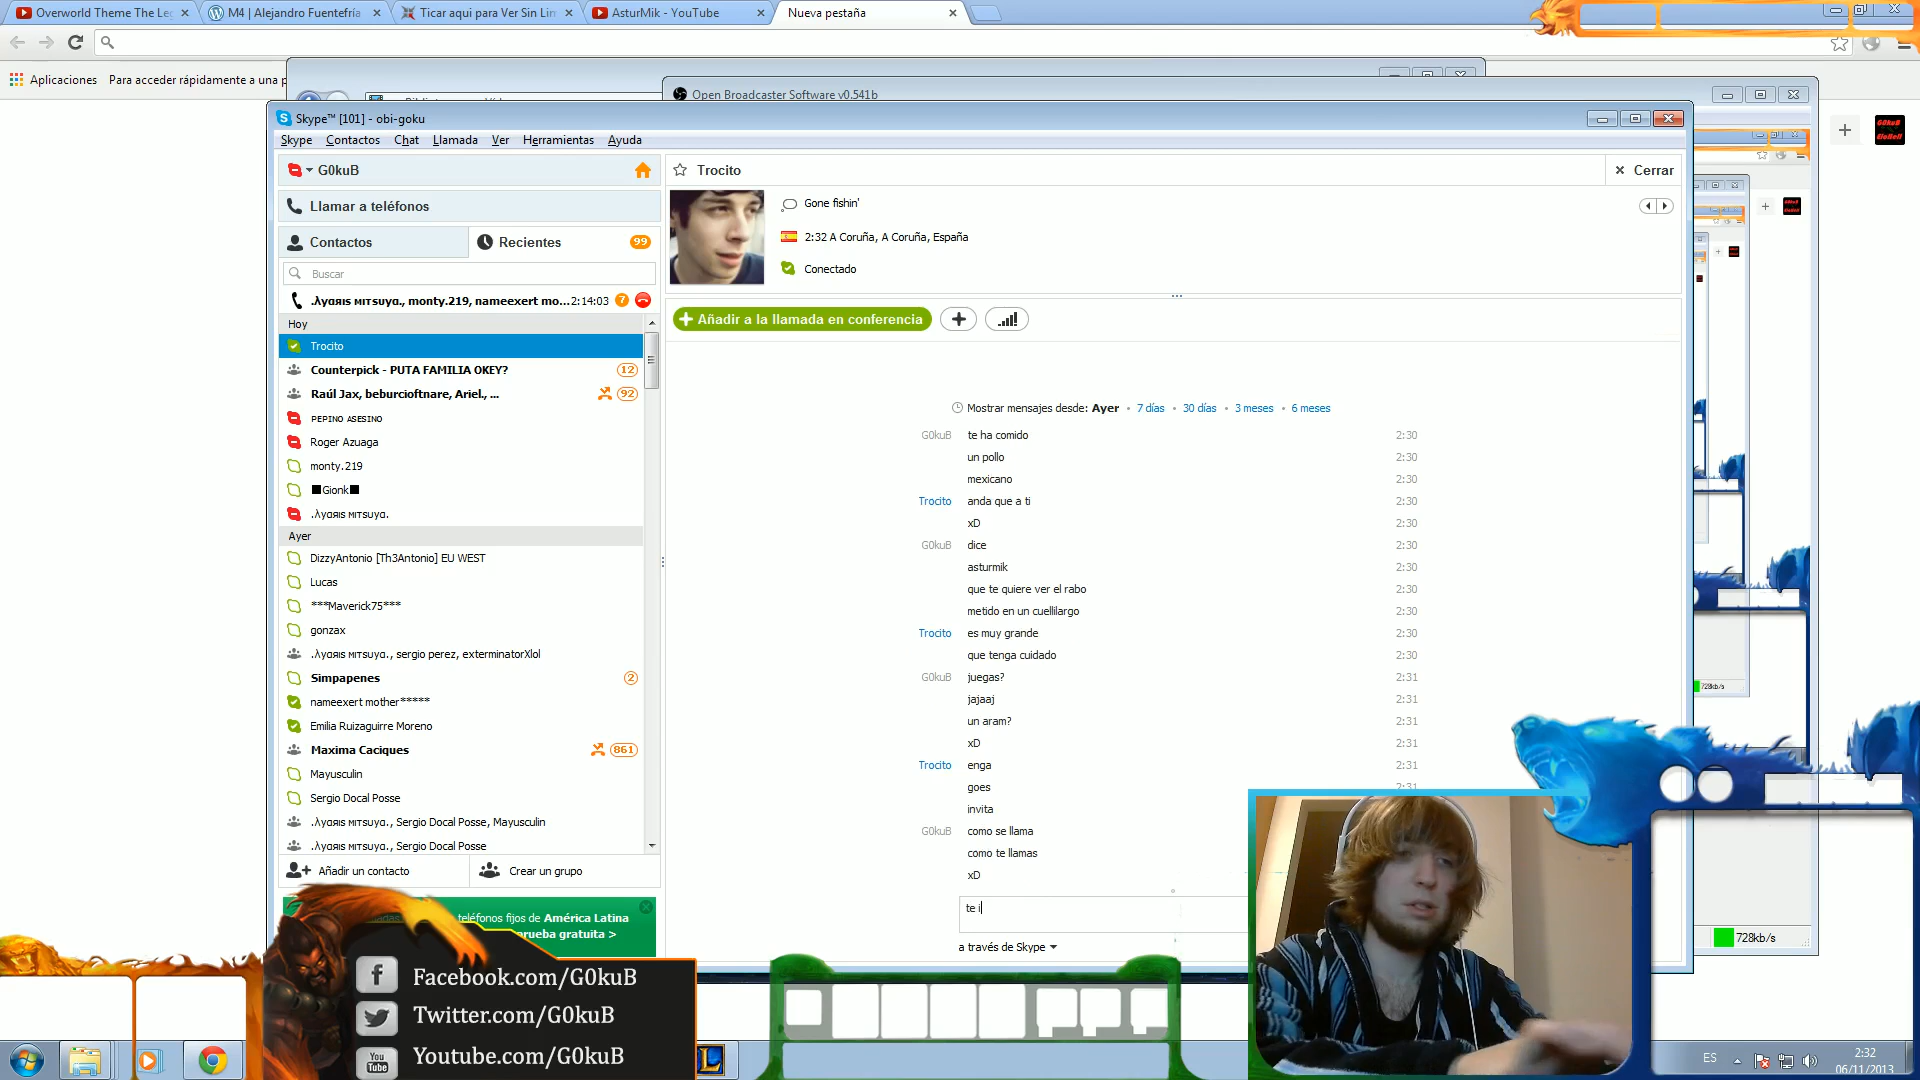 Overworld Theme The Le
M4 | Alejandro Fuentefría
Ticar aqui para Ver Sin Lim
AsturMik - YouTube
Nueva pestaña
Aplicaciones
Para acceder rápidamente a una p
Open Broadcaster Software v0.541b
Skype™ [101] - obi-goku
Skype
Contactos
Chat
Llamada
Ver
Herramientas
Ayuda
G0kuB
Llamar a teléfonos
Contactos
Recientes
99
Buscar
.λyαяιѕ мιтѕυyα., monty.219, nameexert mo... 2:14:03
7
Hoy
Trocito
Counterpick - PUTA FAMILIA OKEY?
12
Raúl Jax, beburcioftnare, Ariel., ...
92
PEPINO ASESINO
Roger Azuaga
monty.219
■Gionk■
.λyαяιѕ мιтѕυyα.
Ayer
DizzyAntonio [Th3Antonio] EU WEST
Lucas
***Maverick75***
gonzax
.λyαяιѕ мιтѕυyα., sergio perez, exterminatorXlol
Simpapenes
2
nameexert mother*****
Emilia Ruizaguirre Moreno
Maxima Caciques
861
Mayusculin
Sergio Docal Posse
.λyαяιѕ мιтѕυyα., Sergio Docal Posse, Mayusculin
.λyαяιѕ мιтѕυyα., Sergio Docal Posse
Añadir un contacto
Crear un grupo
teléfonos fijos de América Latina
prueba gratuita >
Trocito
Cerrar
Gone fishin'
2:32 A Coruña, A Coruña, España
Conectado
Añadir a la llamada en conferencia
Mostrar mensajes desde: Ayer • 7 días • 30 días • 3 meses • 6 meses
G0kuB te ha comido 2:30
un pollo 2:30
mexicano 2:30
Trocito anda que a ti 2:30
xD 2:30
G0kuB dice 2:30
asturmik 2:30
que te quiere ver el rabo 2:30
metido en un cuellilargo 2:30
Trocito es muy grande 2:30
que tenga cuidado 2:30
G0kuB juegas? 2:31
jajaaj 2:31
un aram? 2:31
xD 2:31
Trocito enga 2:31
goes 2:31
invita
G0kuB como se llama
como te llamas
xD
te i
a través de Skype
728kb/s
728kb/s
Facebook.com/G0kuB
Twitter.com/G0kuB
You Tube
Youtube.com/G0kuB
ES
2:32
06/11/2013